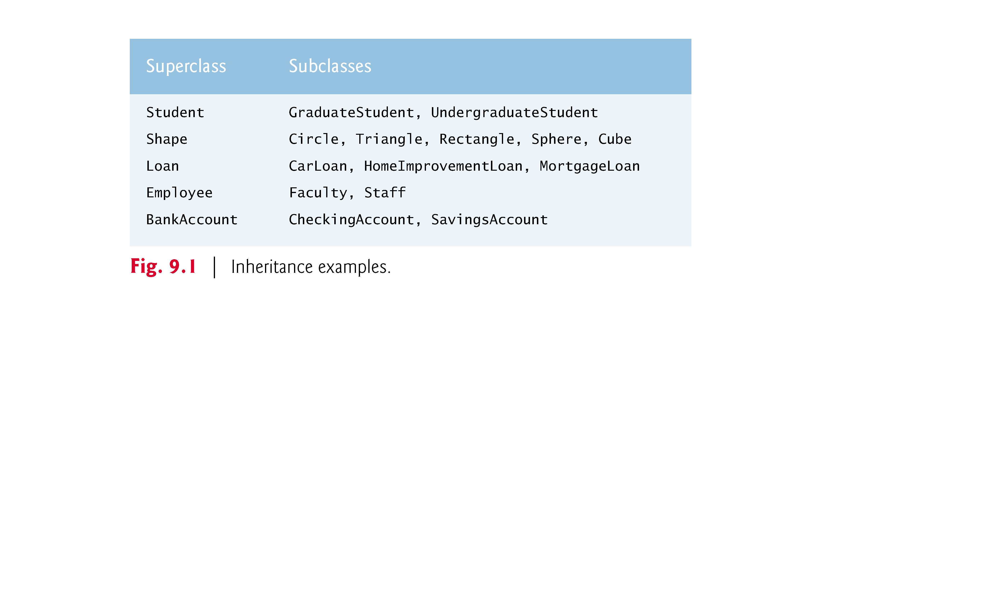 Superclass Subclasses
Student GraduateStudent, UndergraduateStudent
Shape Circle, Triangle, Rectangle, Sphere, Cube
Loan CarLoan, HomeImprovementLoan, MortgageLoan
Employee Faculty, Staff
BankAccount CheckingAccount, SavingsAccount
Fig. 9.1 | Inheritance examples.